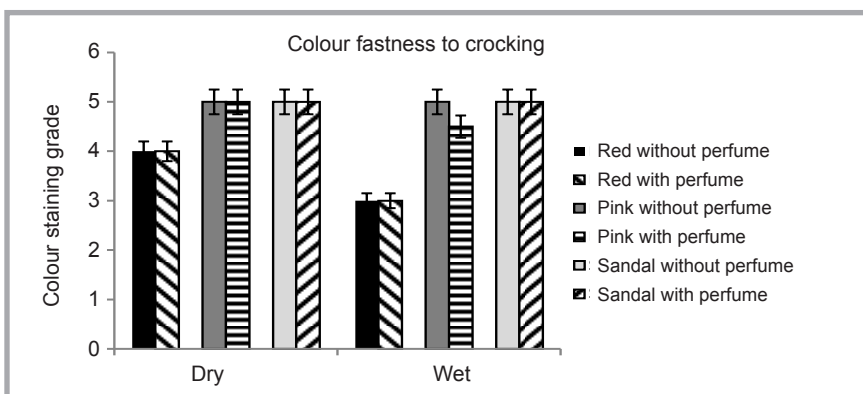 Colour fastness to crocking
Colour staining grade
6
5
4
3
2
1
0
Dry
Wet
Red without perfume
Red with perfume
Pink without perfume
Pink with perfume
Sandal without perfume
Sandal with perfume